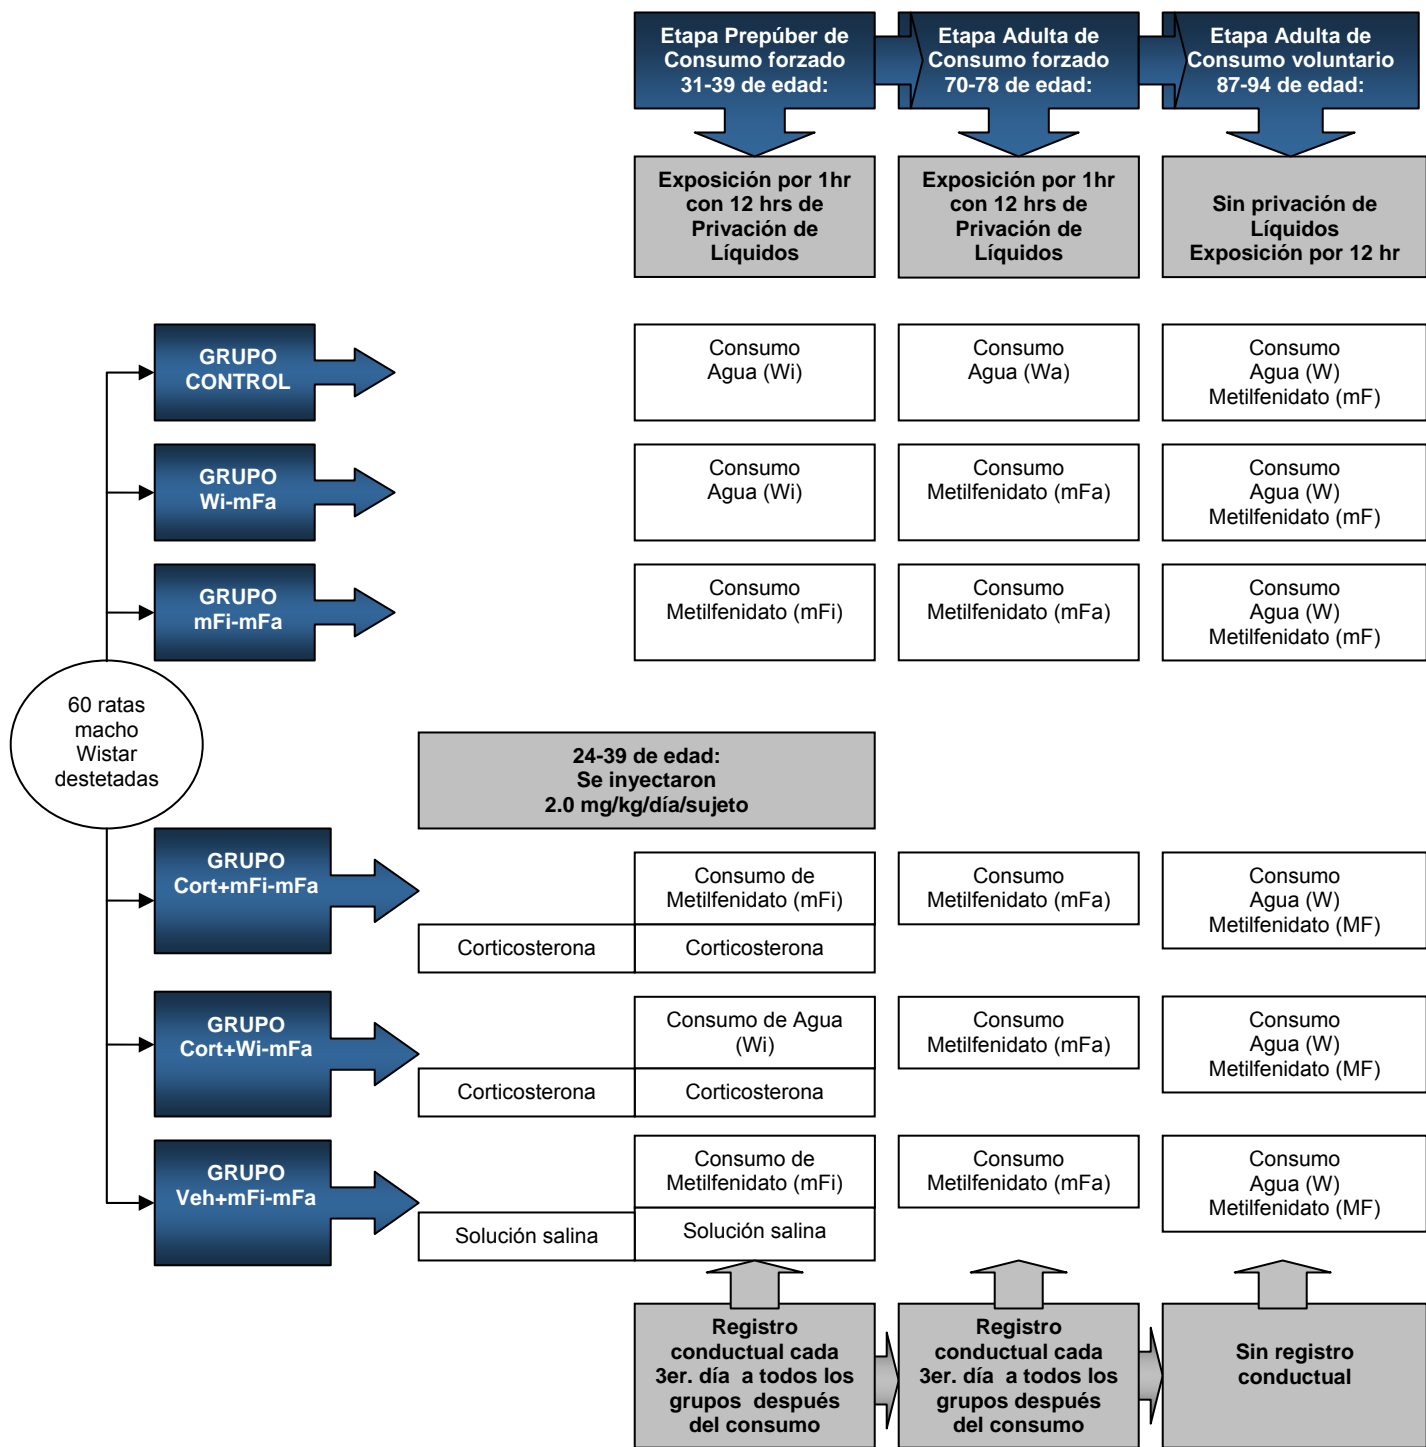 Etapa Prepúber de
Consumo forzado
31-39 de edad:
Etapa Adulta de
Consumo forzado
70-78 de edad:
Etapa Adulta de
Consumo voluntario
87-94 de edad:
Exposición por 1hr
con 12 hrs de
Privación de
Líquidos
Exposición por 1hr
con 12 hrs de
Privación de
Líquidos
Sin privación de
Líquidos
Exposición por 12 hr
GRUPO
CONTROL
Consumo
Agua (Wi)
Consumo
Agua (Wa)
Consumo
Agua (W)
Metilfenidato (mF)
GRUPO
Wi-mFa
Consumo
Agua (Wi)
Consumo
Metilfenidato (mFa)
Consumo
Agua (W)
Metilfenidato (mF)
GRUPO
mFi-mFa
Consumo
Metilfenidato (mFi)
Consumo
Metilfenidato (mFa)
Consumo
Agua (W)
Metilfenidato (mF)
60 ratas
macho
Wistar
destetadas
24-39 de edad:
Se inyectaron
2.0 mg/kg/día/sujeto
GRUPO
Cort+mFi-mFa
Consumo de
Metilfenidato (mFi)
Consumo
Metilfenidato (mFa)
Consumo
Agua (W)
Metilfenidato (MF)
Corticosterona
Corticosterona
GRUPO
Cort+Wi-mFa
Consumo de Agua
(Wi)
Consumo
Metilfenidato (mFa)
Consumo
Agua (W)
Metilfenidato (MF)
Corticosterona
Corticosterona
GRUPO
Veh+mFi-mFa
Consumo de
Metilfenidato (mFi)
Consumo
Metilfenidato (mFa)
Consumo
Agua (W)
Metilfenidato (MF)
Solución salina
Solución salina
Registro
conductual cada
3er. día  a todos los
grupos  después
del consumo
Registro
conductual cada
3er. día  a todos los
grupos después
del consumo
Sin registro
conductual